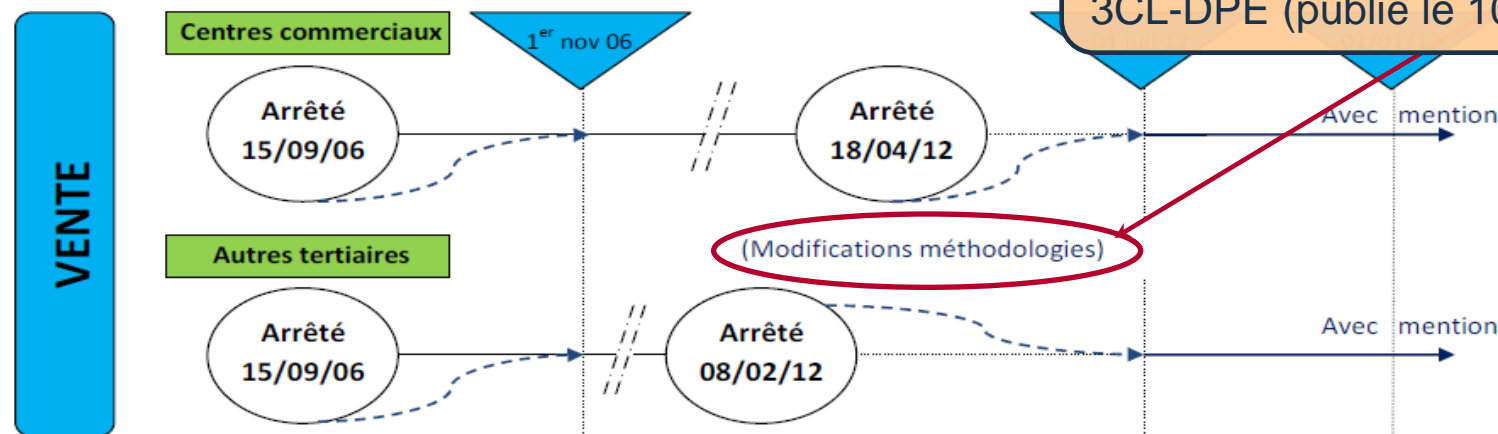 3CL-DPE (publié le 10
Centres commerciaux
1er nov 06
VENTE
Arrêté
15/09/06
Arrêté
18/04/12
Avec mention
(Modifications méthodologies)
Autres tertiaires
Arrêté
15/09/06
Arrêté
08/02/12
Avec mention